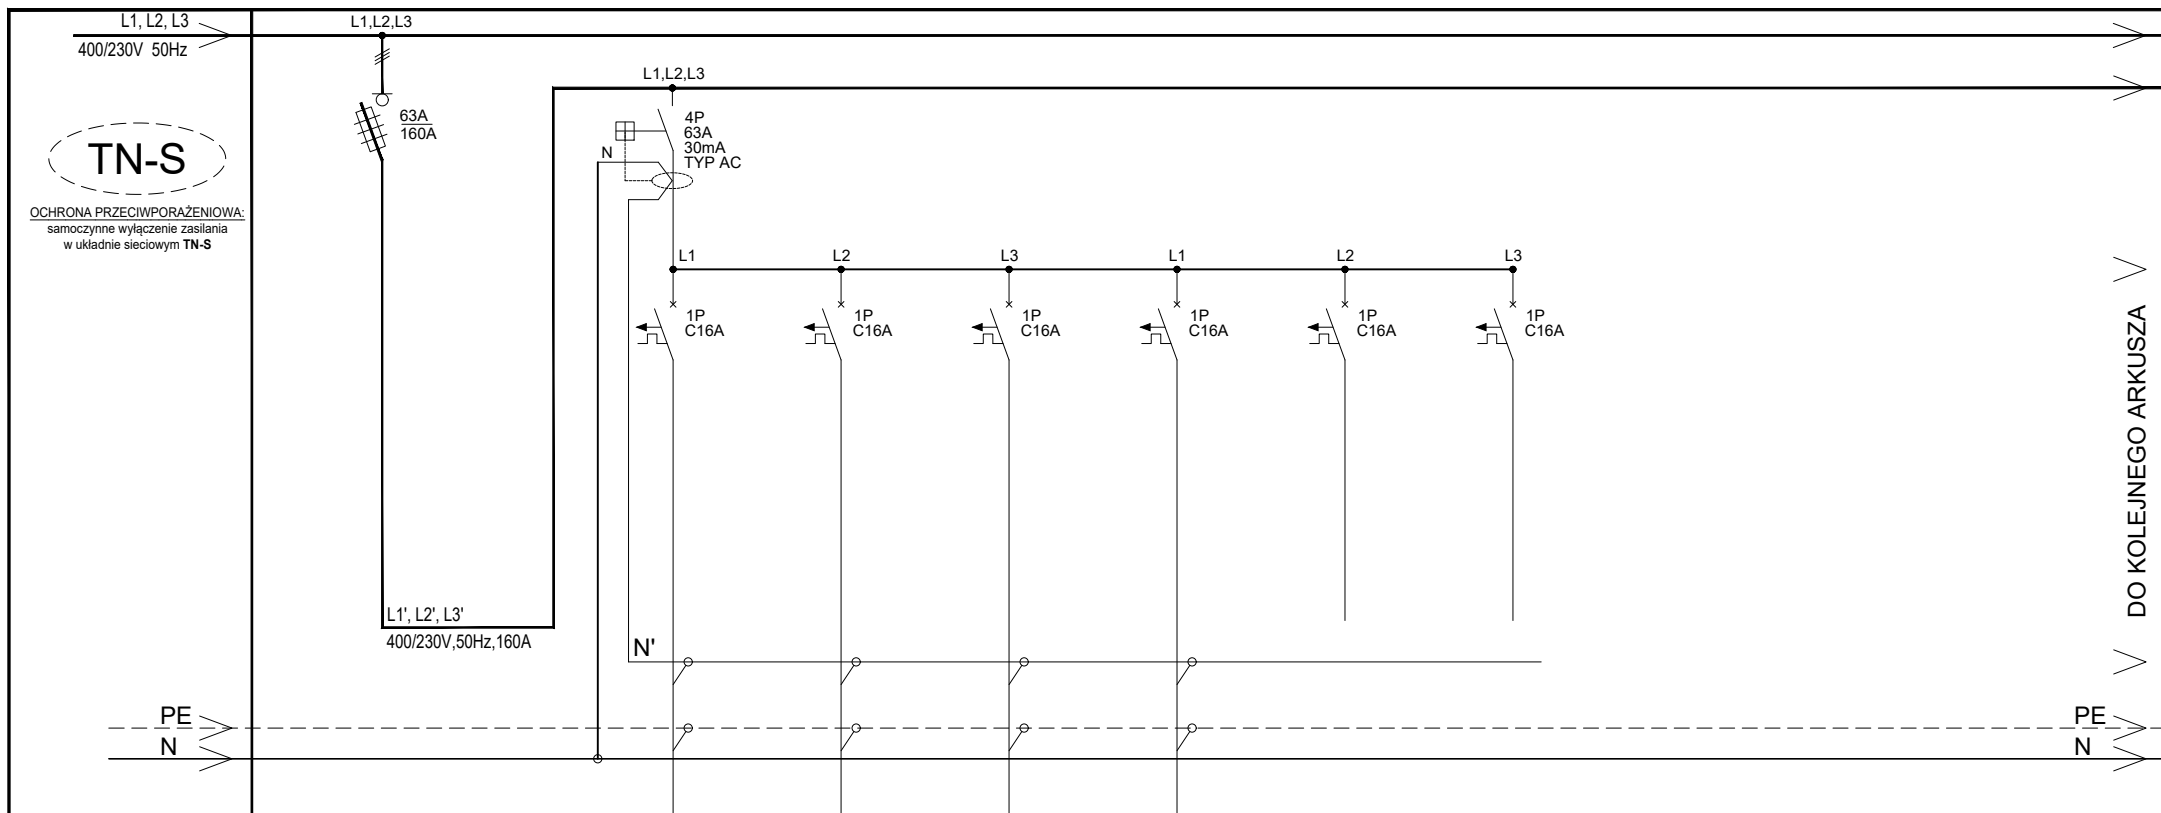 L1, L2, L3
400/230V 50Hz
L1,L2,L3
63A
160A
TN-S
OCHRONA PRZECIWPORAŻENIOWA:
samoczynne wyłączenie zasilania
w układnie sieciowym TN-S
L1,L2,L3
4P
63A
30mA
TYP AC
N
L1
L2
L3
L1
L2
L3
1P
C16A
1P
C16A
1P
C16A
1P
C16A
1P
C16A
1P
C16A
L1', L2', L3'
400/230V,50Hz,160A
N'
PE
N
DO KOLEJNEGO ARKUSZA
PE
N